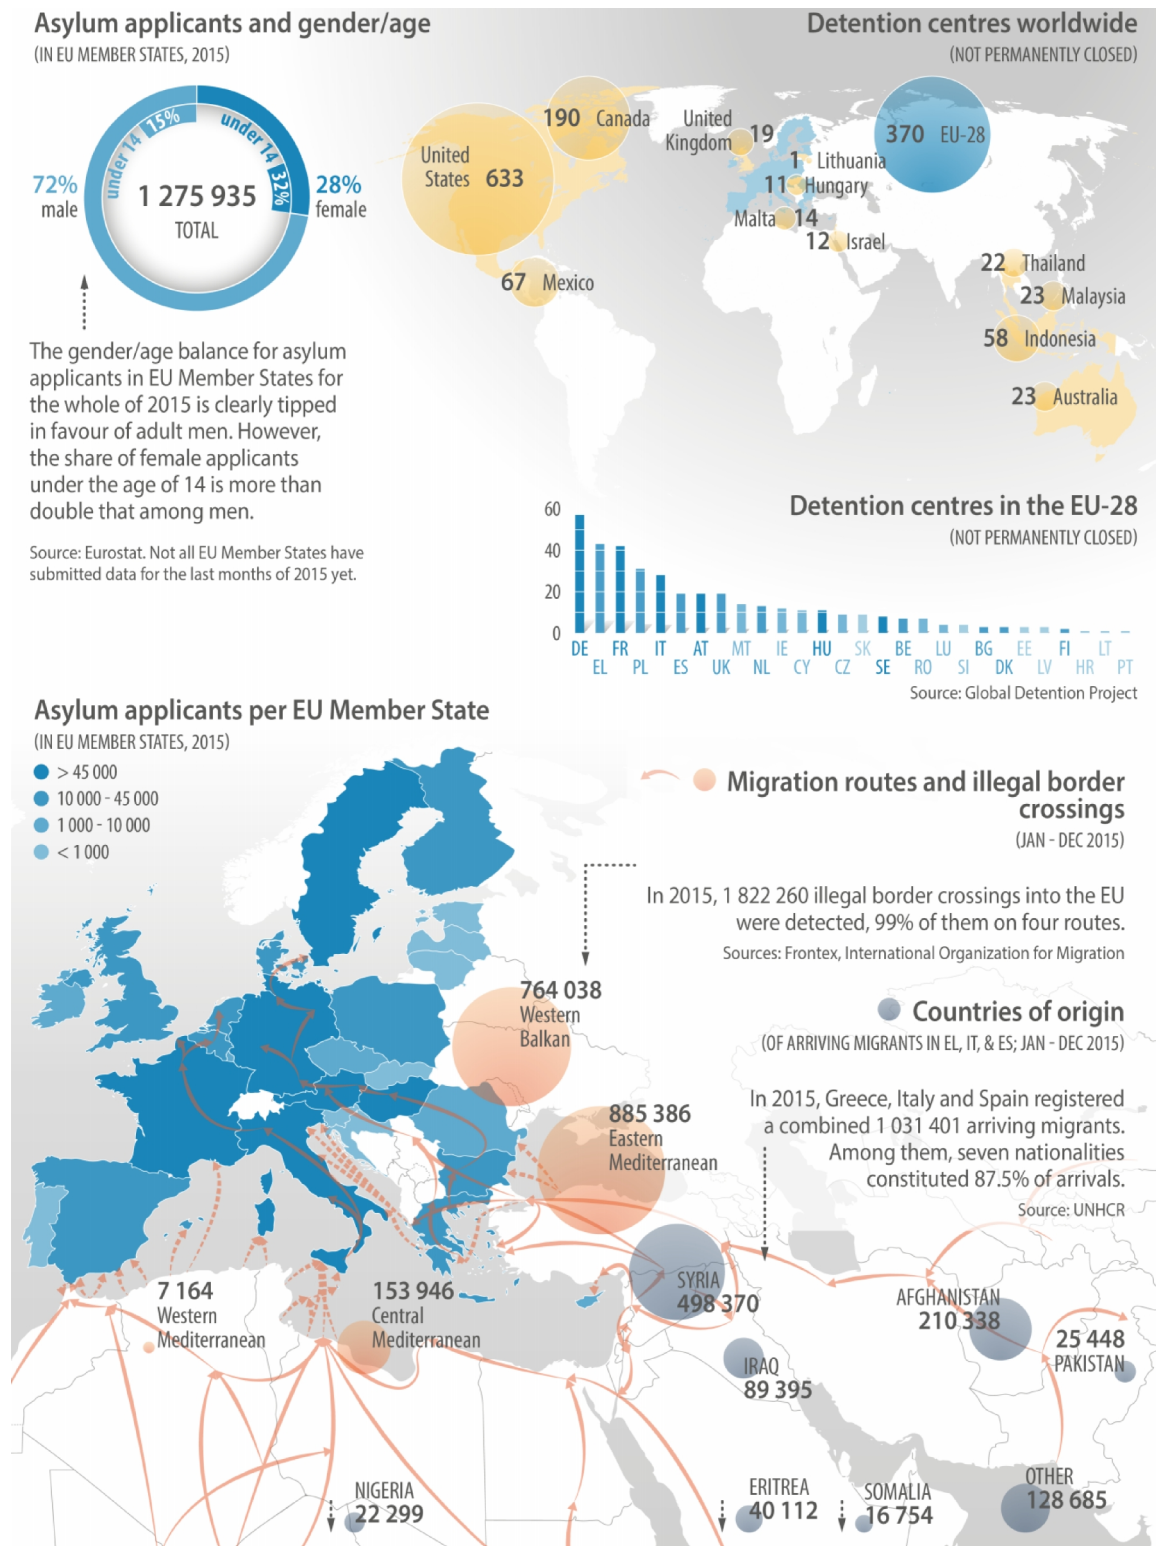 Asylum applicants and gender/age
(IN EU MEMBER STATES, 2015)
72%
male
under 14
15%
under 14
32%
28%
female
1 275 935
TOTAL
The gender/age balance for asylum
applicants in EU Member States for
the whole of 2015 is clearly tipped
in favour of adult men. However,
the share of female applicants
under the age of 14 is more than
double that among men.
Source: Eurostat. Not all EU Member States have
submitted data for the last months of 2015 yet.
Detention centres worldwide
(NOT PERMANENTLY CLOSED)
190 Canada
United
States 633
67 Mexico
United
Kingdom 19
370 EU-28
1 Lithuania
11 Hungary
Malta 14
12 Israel
22 Thailand
23 Malaysia
58 Indonesia
23 Australia
Detention centres in the EU-28
(NOT PERMANENTLY CLOSED)
60
40
20
0
DE FR IT AT MT IE HU SK BE LU BG EE FI LT
EL PL ES UK NL CY CZ SE RO SI DK LV HR PT
Source: Global Detention Project
Asylum applicants per EU Member State
(IN EU MEMBER STATES, 2015)
> 45 000
10 000 - 45 000
1 000 - 10 000
< 1 000
Migration routes and illegal border
crossings
(JAN - DEC 2015)
In 2015, 1 822 260 illegal border crossings into the EU
were detected, 99% of them on four routes.
Sources: Frontex, International Organization for Migration
764 038
Western
Balkan
885 386
Eastern
Mediterranean
Countries of origin
(OF ARRIVING MIGRANTS IN EL, IT, & ES; JAN - DEC 2015)
In 2015, Greece, Italy and Spain registered
a combined 1 031 401 arriving migrants.
Among them, seven nationalities
constituted 87.5% of arrivals.
Source: UNHCR
7 164
Western
Mediterranean
153 946
Central
Mediterranean
SYRIA
498 370
AFGHANISTAN
210 338
25 448
PAKISTAN
IRAQ
89 395
NIGERIA
22 299
ERITREA
40 112
SOMALIA
16 754
OTHER
128 685